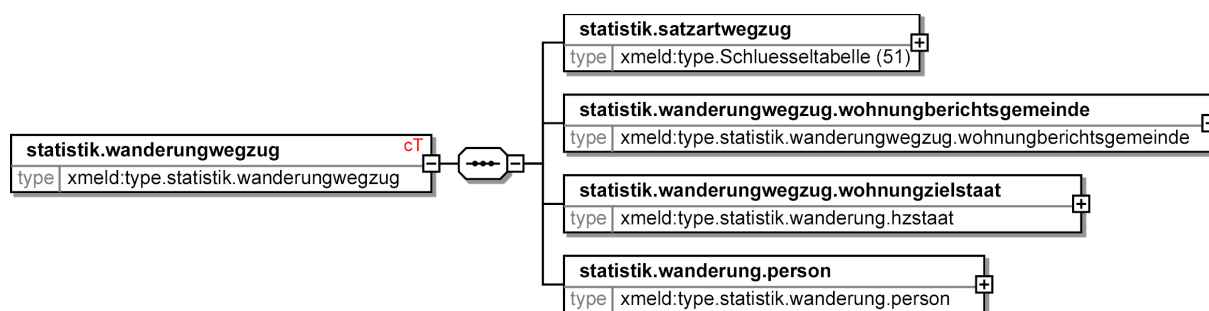 statistik.satzartwegzug
type xmeld:type.Schluesseltabelle (51)
statistik.wanderungwegzug.wohnungberichtsgemeinde
type xmeld:type.statistik.wanderungwegzug.wohnungberichtsgemeinde
statistik.wanderungwegzug cT
type xmeld:type.statistik.wanderungwegzug
statistik.wanderungwegzug.wohnungzielstaat
type xmeld:type.statistik.wanderung.hzstaat
statistik.wanderung.person
type xmeld:type.statistik.wanderung.person